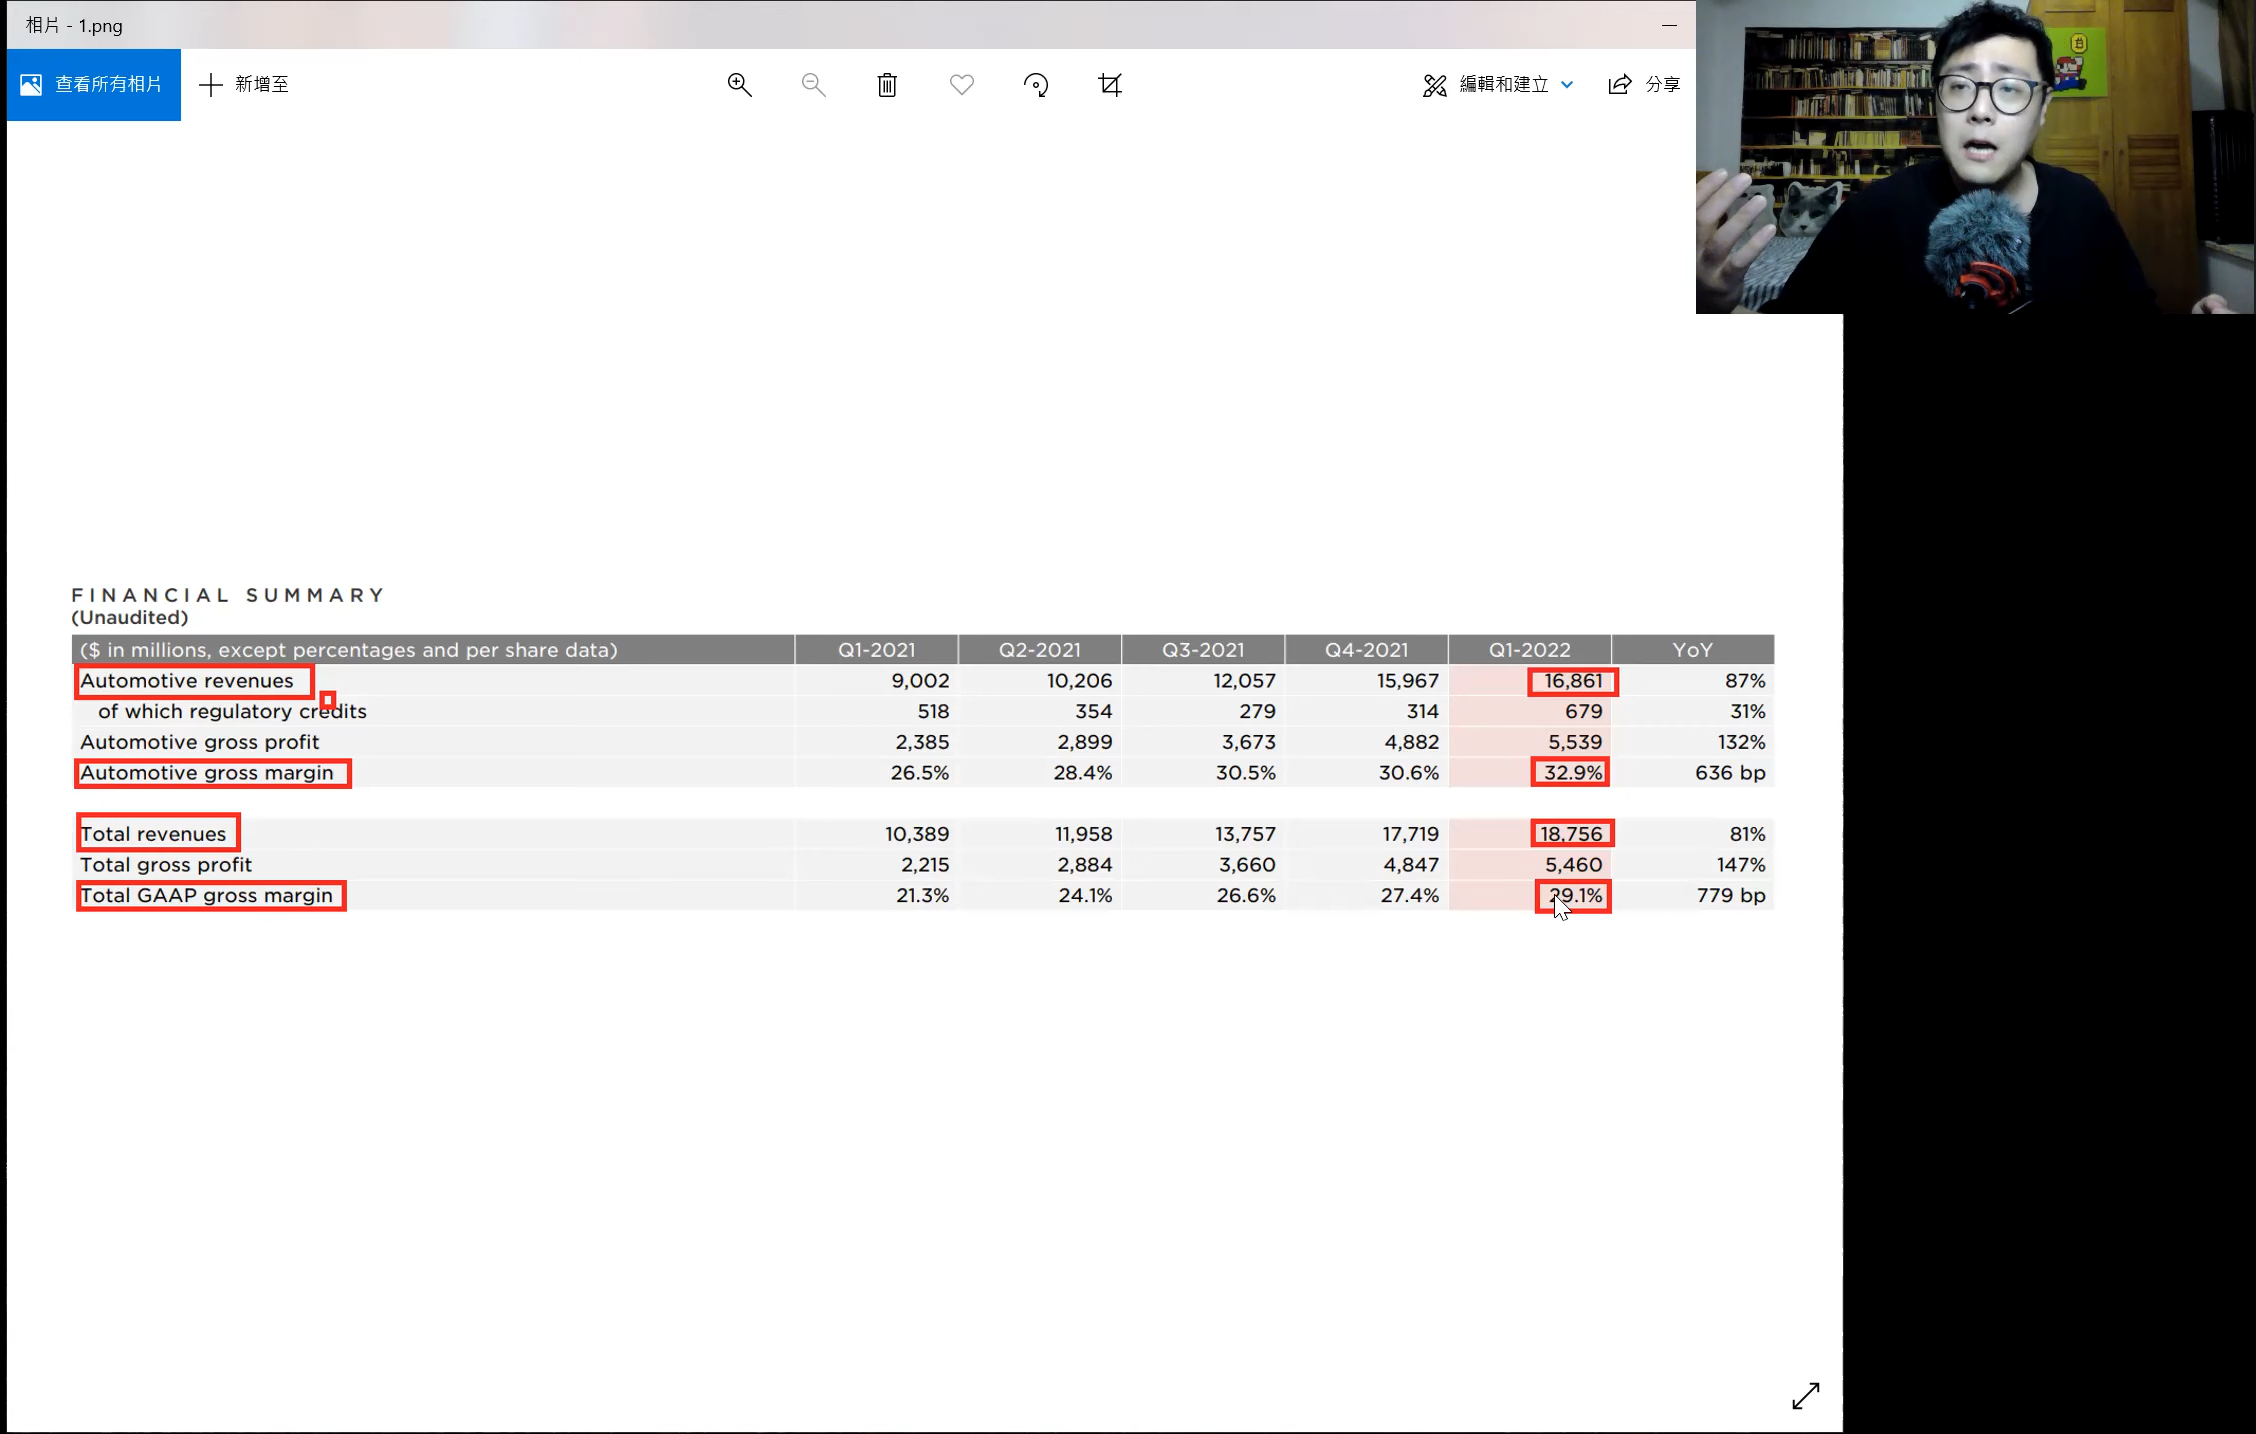 相片 - 1.png
查看所有相片 新增至 編輯和建立 分享
FINANCIAL SUMMARY
(Unaudited)
($ in millions, except percentages and per share data) Q1-2021 Q2-2021 Q3-2021 Q4-2021 Q1-2022 YoY
Automotive revenues 9,002 10,206 12,057 15,967 16,861 87%
of which regulatory credits 518 354 279 314 679 31%
Automotive gross profit 2,385 2,899 3,673 4,882 5,539 132%
Automotive gross margin 26.5% 28.4% 30.5% 30.6% 32.9% 636 bp
Total revenues 10,389 11,958 13,757 17,719 18,756 81%
Total gross profit 2,215 2,884 3,660 4,847 5,460 147%
Total GAAP gross margin 21.3% 24.1% 26.6% 27.4% 29.1% 779 bp